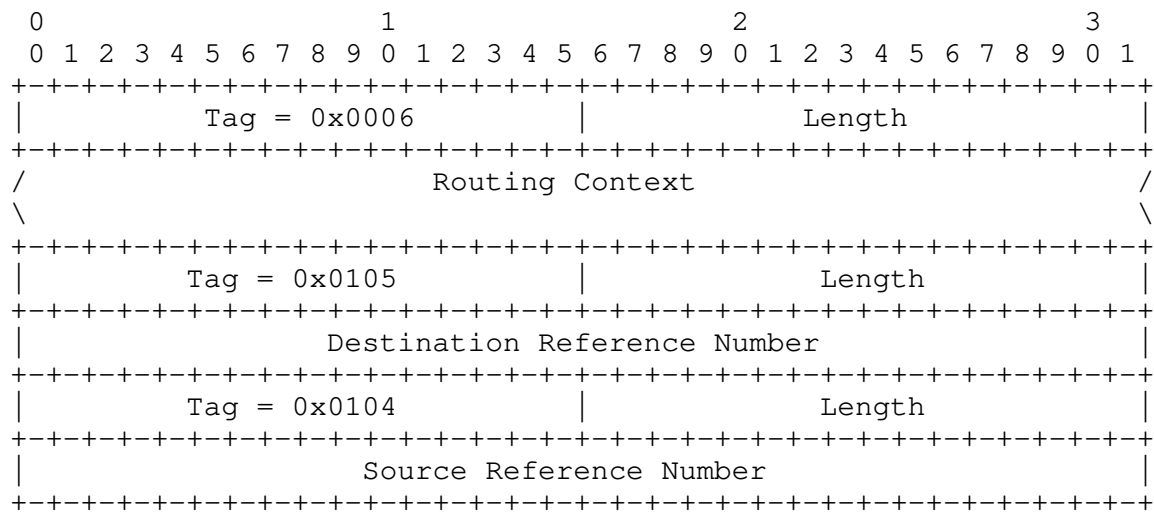 0                   1                   2                   3
0 1 2 3 4 5 6 7 8 9 0 1 2 3 4 5 6 7 8 9 0 1 2 3 4 5 6 7 8 9 0 1
+-+-+-+-+-+-+-+-+-+-+-+-+-+-+-+-+-+-+-+-+-+-+-+-+-+-+-+-+-+-+-+-+
|          Tag = 0x0006         |            Length             |
+-+-+-+-+-+-+-+-+-+-+-+-+-+-+-+-+-+-+-+-+-+-+-+-+-+-+-+-+-+-+-+-+
/                       Routing Context                         /
\                                                               \
+-+-+-+-+-+-+-+-+-+-+-+-+-+-+-+-+-+-+-+-+-+-+-+-+-+-+-+-+-+-+-+-+
|         Tag = 0x0105          |             Length            |
+-+-+-+-+-+-+-+-+-+-+-+-+-+-+-+-+-+-+-+-+-+-+-+-+-+-+-+-+-+-+-+-+
|                 Destination Reference Number                  |
+-+-+-+-+-+-+-+-+-+-+-+-+-+-+-+-+-+-+-+-+-+-+-+-+-+-+-+-+-+-+-+-+
|         Tag = 0x0104          |             Length            |
+-+-+-+-+-+-+-+-+-+-+-+-+-+-+-+-+-+-+-+-+-+-+-+-+-+-+-+-+-+-+-+-+
|                   Source Reference Number                     |
+-+-+-+-+-+-+-+-+-+-+-+-+-+-+-+-+-+-+-+-+-+-+-+-+-+-+-+-+-+-+-+-+